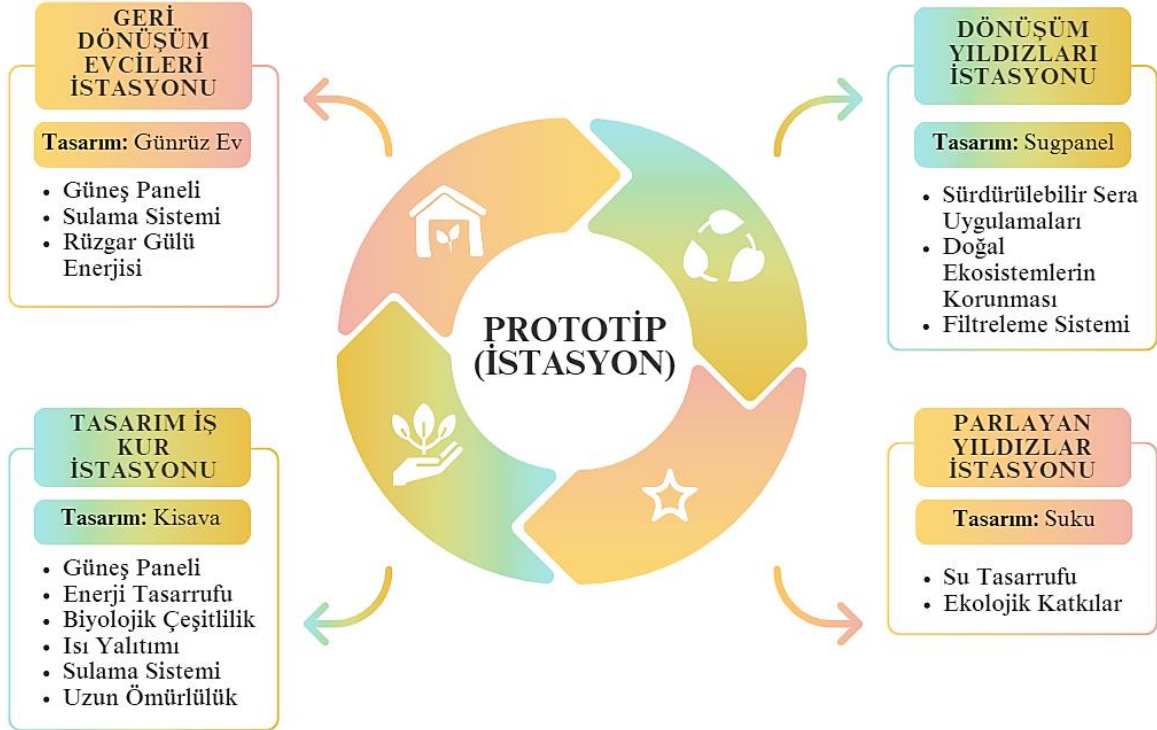 GERİ
DÖNÜŞÜM
EVCİLERİ
İSTASYONU
Tasarım: Günrüz Ev
• Güneş Paneli
• Sulama Sistemi
• Rüzgar Gülü
Enerjisi
DÖNÜŞÜM
YILDIZLARI
İSTASYONU
Tasarım: Sugpanel
• Sürdürülebilir Sera
Uygulamaları
• Doğal
Ekosistemlerin
Korunması
• Filtreleme Sistemi
PROTOTİP
(İSTASYON)
TASARIM İŞ
KUR
İSTASYONU
Tasarım: Kisava
• Güneş Paneli
• Enerji Tasarrufu
• Biyolojik Çeşitlilik
• Isı Yalıtımı
• Sulama Sistemi
• Uzun Ömürlülük
PARLAYAN
YILDIZLAR
İSTASYONU
Tasarım: Suku
• Su Tasarrufu
• Ekolojik Katkılar